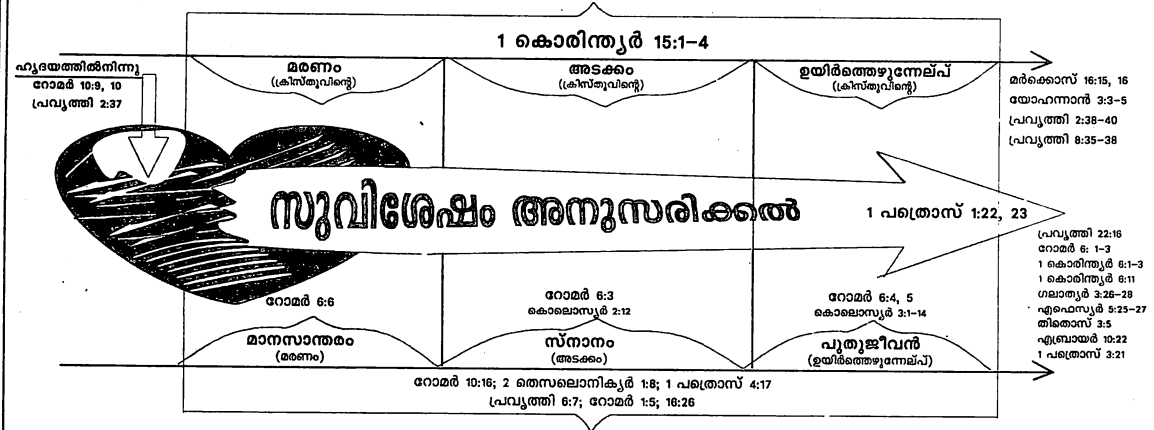 1 കൊരിന്ത്യർ 15:1-4
ഹൃദയത്തിൽനിന്നു
റോമർ 10:9, 10
പ്രവൃത്തി 2:37
മരണം
(ക്രിസ്തുവിന്റെ)
അടക്കം
(ക്രിസ്തുവിന്റെ)
ഉയിർത്തെഴുന്നേല്പ്
(ക്രിസ്തുവിന്റെ)
മർക്കൊസ് 16:15, 16
യോഹന്നാൻ 3:3-5
പ്രവൃത്തി 2:38-40
പ്രവൃത്തി 8:35-38
സുവിശേഷം അനുസരിക്കൽ
1 പത്രൊസ് 1:22, 23
പ്രവൃത്തി 22:16
റോമർ 6: 1-3
1 കൊരിന്ത്യർ 6:1-3
1 കൊരിന്ത്യർ 6:11
ഗലാത്യർ 3:26-28
എഫെസ്യർ 5:25-27
തിതൊസ് 3:5
എബ്രായർ 10:22
1 പത്രൊസ് 3:21
റോമർ 6:6
മാനസാന്തരം
(മരണം)
റോമർ 6:3
കൊലൊസ്യർ 2:12
സ്നാനം
(അടക്കം)
റോമർ 6:4, 5
കൊലൊസ്യർ 3:1-14
പുതുജീവൻ
(ഉയിർത്തെഴുന്നേല്പ്)
റോമർ 10:16; 2 തെസലൊനിക്യർ 1:8; 1 പത്രൊസ് 4:17
പ്രവൃത്തി 6:7; റോമർ 1:5; 16:26